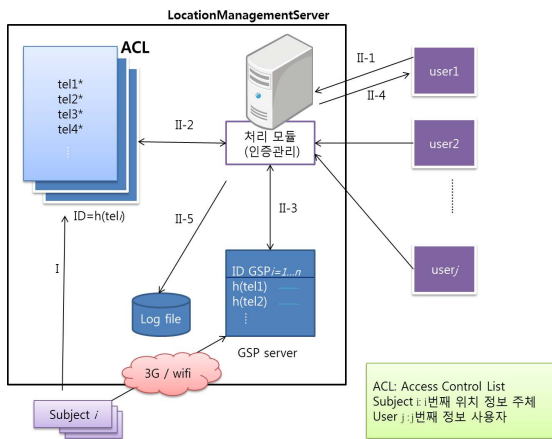 LocationManagementServer
ACL
tel1*
tel2*
tel3*
tel4*
⋮
ID=h(teli)
I
II-1
II-4
II-2
처리 모듈
(인증관리)
II-3
II-5
user1
user2
userj
Log file
ID GSPi=1...n
h(tel1)
h(tel2)
⋮
GSP server
3G / wifi
Subject i
ACL: Access Control List
Subject i: i번째 위치 정보 주체
User j : j번째 정보 사용자